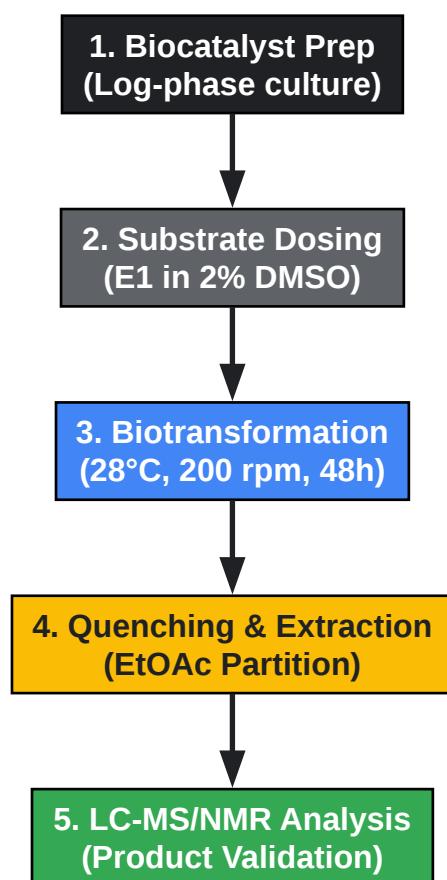 1. Biocatalyst Prep
(Log-phase culture)
2. Substrate Dosing
(E1 in 2% DMSO)
3. Biotransformation
(28°C, 200 rpm, 48h)
4. Quenching & Extraction
(EtOAc Partition)
5. LC-MS/NMR Analysis
(Product Validation)